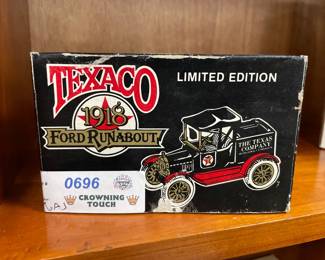 TEXACO
LIMITED EDITION
1918
FORD RUNABOUT
THE TEXAS
COMPANY
0696
CROWNING
TOUCH